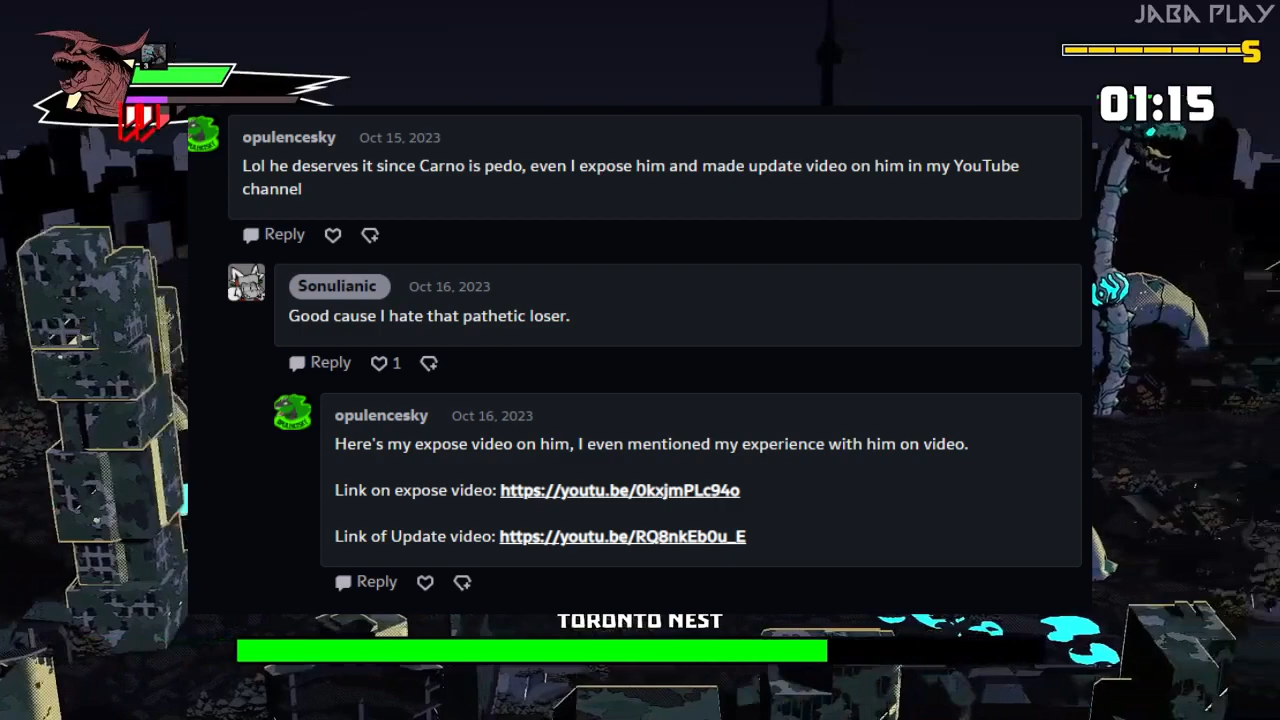 JABA PLAY
S
01:15
3
opulencesky Oct 15, 2023
Lol he deserves it since Carno is pedo, even I expose him and made update video on him in my YouTube
channel
Reply
Sonulianic Oct 16, 2023
Good cause I hate that pathetic loser.
Reply 1
opulencesky Oct 16, 2023
Here's my expose video on him, I even mentioned my experience with him on video.
Link on expose video: https://youtu.be/0kxjmPLc94o
Link of Update video: https://youtu.be/RQ8nkEb0u_E
Reply
TORONTO NEST